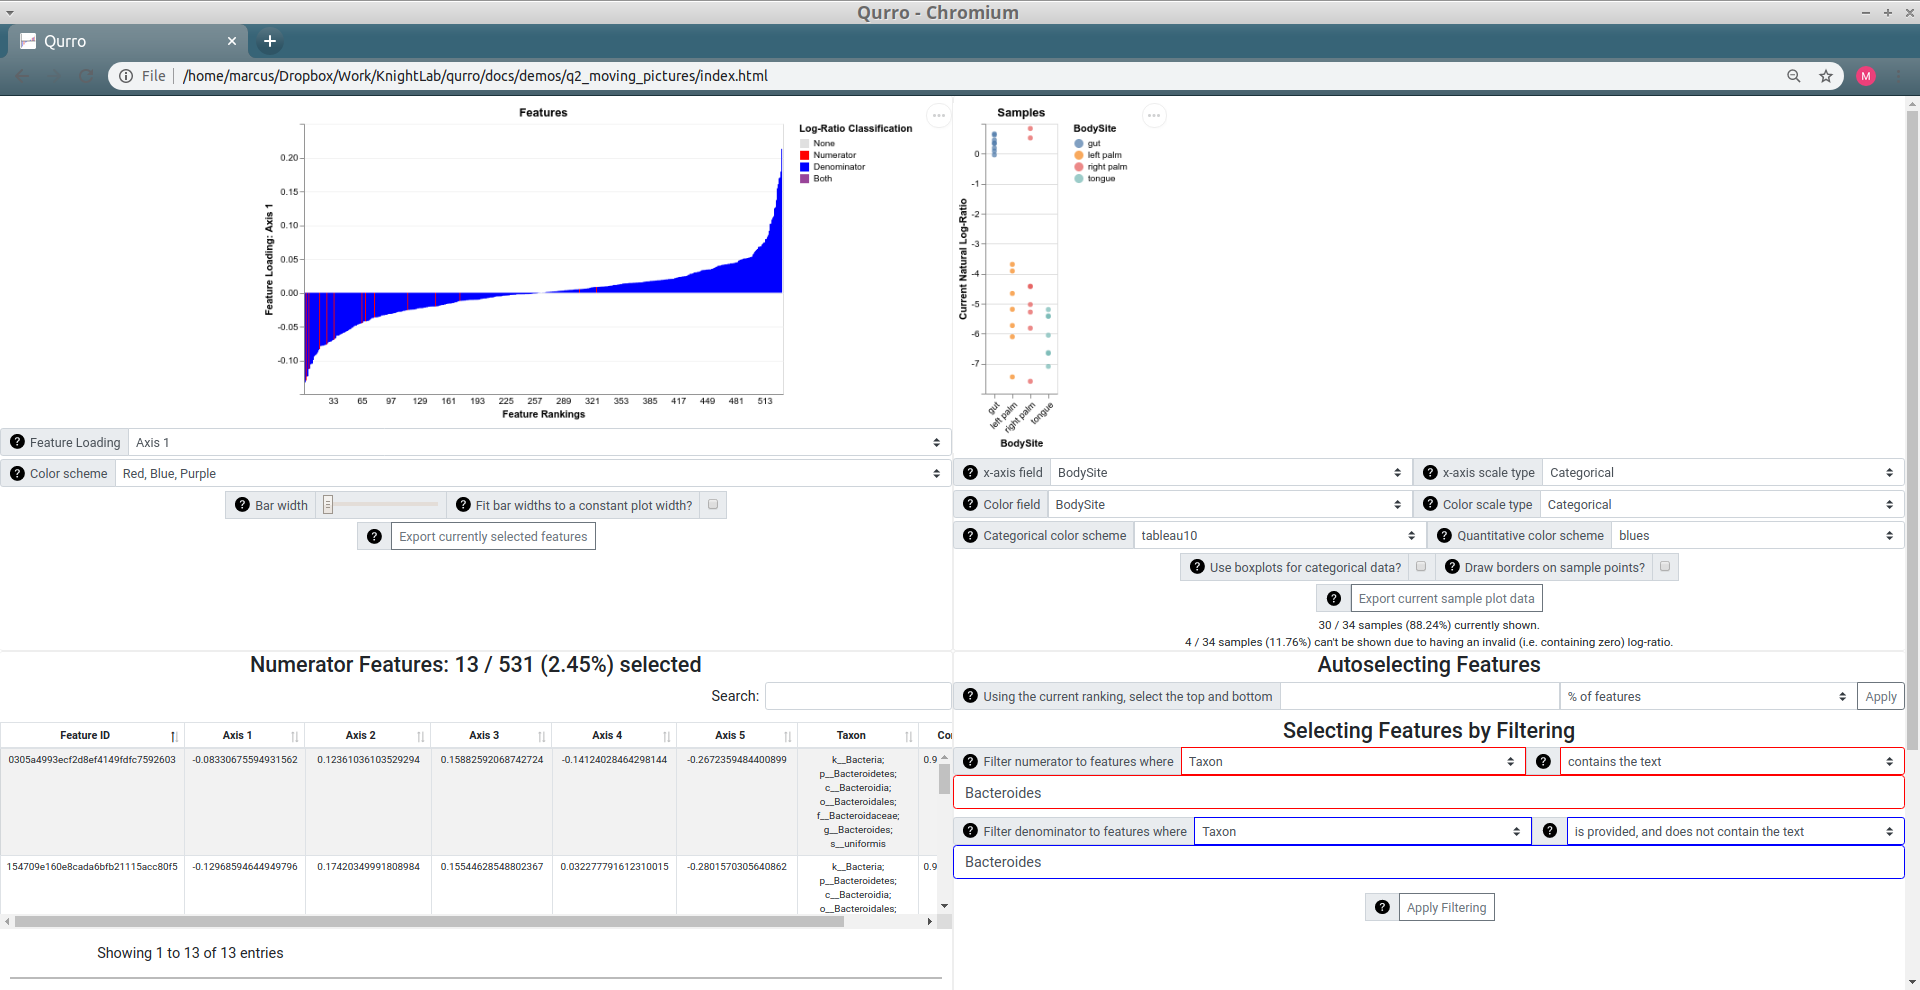 Qurro - Chromium
Qurro
File /home/marcus/Dropbox/Work/KnightLab/qurro/docs/demos/q2_moving_pictures/index.html
M
Features
Log-Ratio Classification
None
Numerator
Denominator
Both
Feature Loading: Axis 1
0.20
0.15
0.10
0.05
0.00
-0.05
-0.10
33 65 97 129 161 193 225 257 289 321 353 385 417 449 481 513
Feature Rankings
Samples
BodySite
gut
left palm
right palm
tongue
Current Natural Log-Ratio
0
-1
-2
-3
-4
-5
-6
-7
gut left palm right palm tongue
BodySite
? Feature Loading Axis 1
? Color scheme Red, Blue, Purple
? Bar width ? Fit bar widths to a constant plot width?
? Export currently selected features
? x-axis field BodySite ? x-axis scale type Categorical
? Color field BodySite ? Color scale type Categorical
? Categorical color scheme tableau10 ? Quantitative color scheme blues
? Use boxplots for categorical data? ? Draw borders on sample points?
? Export current sample plot data
30 / 34 samples (88.24%) currently shown.
4 / 34 samples (11.76%) can't be shown due to having an invalid (i.e. containing zero) log-ratio.
Numerator Features: 13 / 531 (2.45%) selected
Search:
Feature ID Axis 1 Axis 2 Axis 3 Axis 4 Axis 5 Taxon Co
0305a4993ecf2d8ef4149fdfc7592603 -0.08330675594931562 0.12361036103529294 0.15882592068742724 -0.14124028464298144 -0.2672359484400899 k__Bacteria; 0.9
p__Bacteroidetes;
c__Bacteroidia;
o__Bacteroidales;
f__Bacteroidaceae;
g__Bacteroides;
s__uniformis
154709e160e8cada6bfb21115acc80f5 -0.12968594644949796 0.17420349991808984 0.15544628548802367 0.032277791612310015 -0.2801570305640862 k__Bacteria; 0.9
p__Bacteroidetes;
c__Bacteroidia;
o__Bacteroidales;
Showing 1 to 13 of 13 entries
Autoselecting Features
? Using the current ranking, select the top and bottom % of features Apply
Selecting Features by Filtering
? Filter numerator to features where Taxon ? contains the text
Bacteroides
? Filter denominator to features where Taxon ? is provided, and does not contain the text
Bacteroides
? Apply Filtering